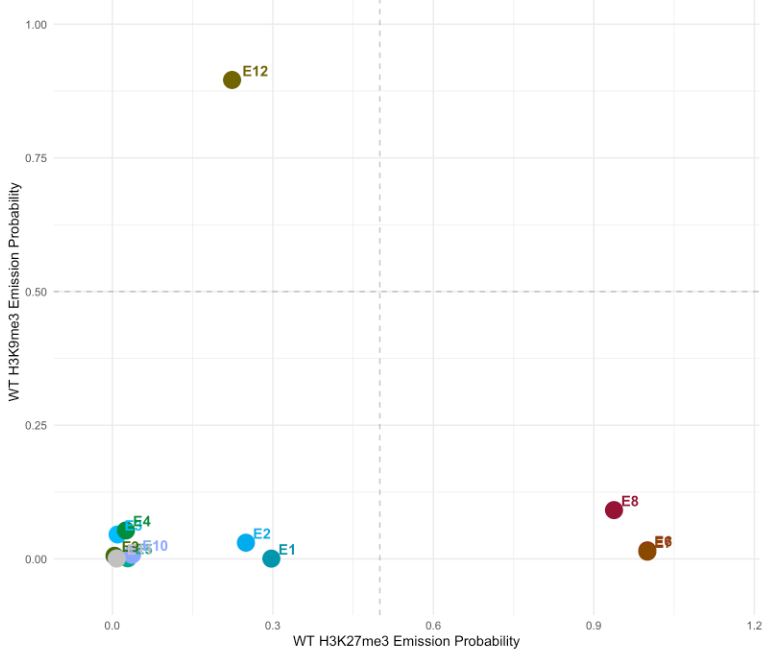 1.00
E12
0.75
WT H3K9me3 Emission Probability
0.50
0.25
E8
E4
E2
E1
E10
0.00
0.0 0.3 0.6 0.9 1.2
WT H3K27me3 Emission Probability